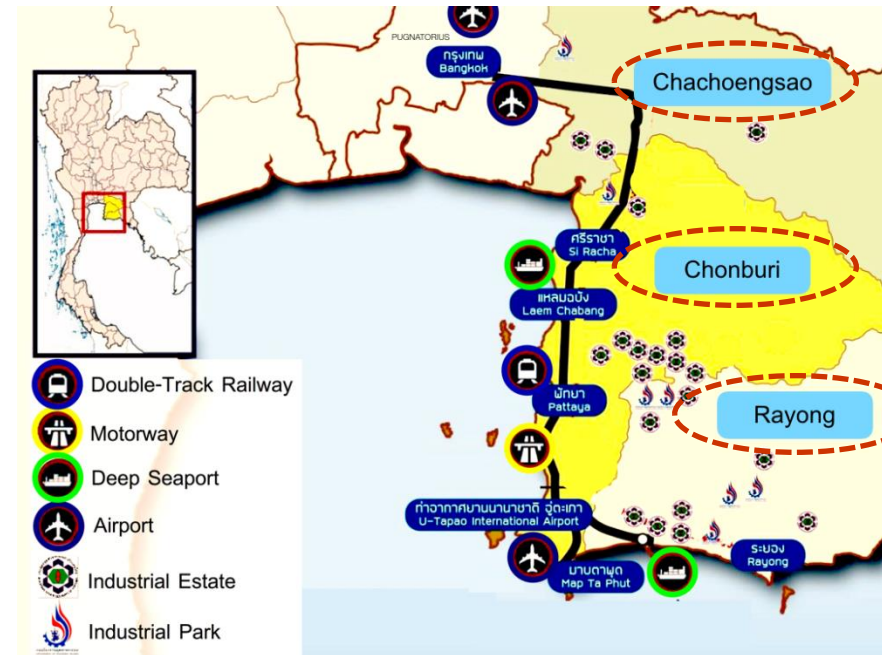 PUGNATORIUS
กรุงเทพ
Bangkok
Chachoengsao
ศรีราชา
Si Racha
Chonburi
แหลมฉบัง
Laem Chabang
พัทยา
Pattaya
Rayong
ท่าอากาศยานนานาชาติ อู่ตะเภา
U-Tapao International Airport
มาบตาพุด
Map Ta Phut
ระยอง
Rayong
Double-Track Railway
Motorway
Deep Seaport
Airport
Industrial Estate
Industrial Park